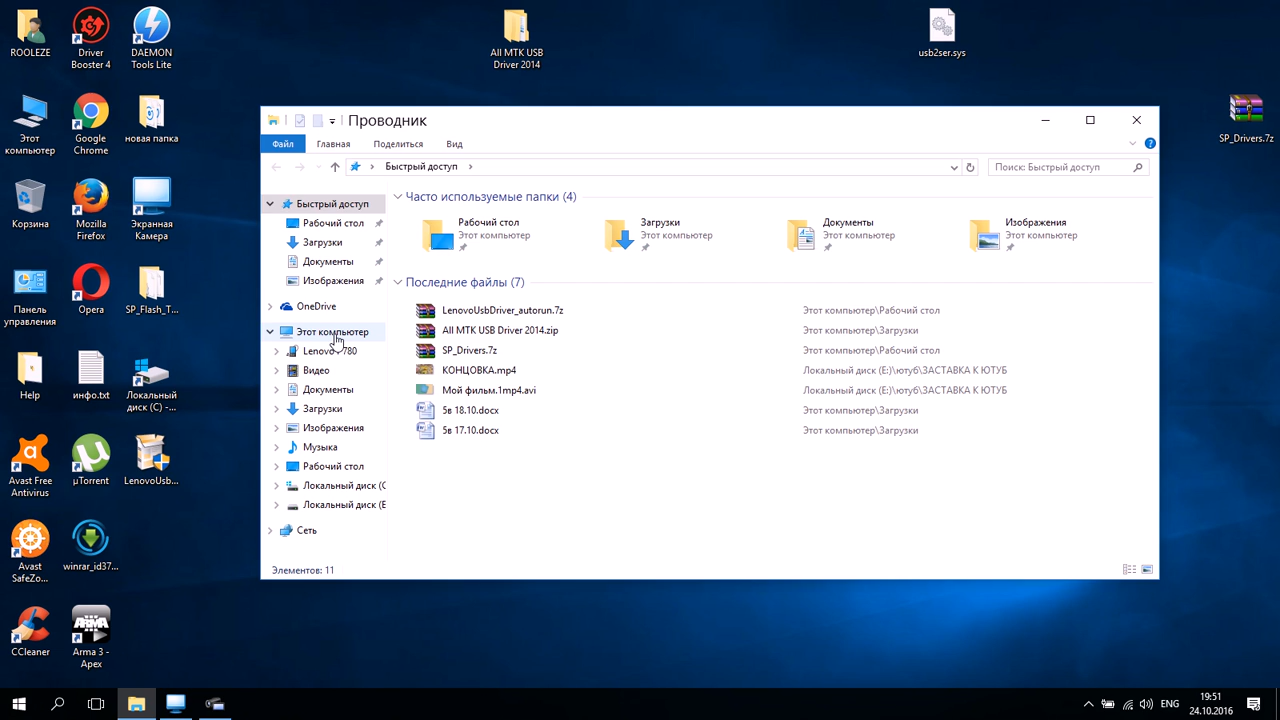 ROOLEZE
Driver
Booster 4
DAEMON
Tools Lite
All MTK USB
Driver 2014
usb2ser.sys
SP_Drivers.7z
Этот
компьютер
Google
Chrome
новая папка
Корзина
Mozilla
Firefox
Экранная
Камера
Панель
управления
Opera
SP_Flash_T...
Help
инфо.txt
Локальный
диск (C) -...
Avast Free
Antivirus
µTorrent
LenovoUsb...
Avast
SafeZo...
winrar_id37...
CCleaner
Arma 3 -
Apex
Проводник
Файл
Главная
Поделиться
Вид
Быстрый доступ
Поиск: Быстрый доступ
Быстрый доступ
Рабочий стол
Загрузки
Документы
Изображения
OneDrive
Этот компьютер
Lenovo P780
Видео
Документы
Загрузки
Изображения
Музыка
Рабочий стол
Локальный диск (C
Локальный диск (E
Сеть
Часто используемые папки (4)
Рабочий стол
Этот компьютер
Загрузки
Этот компьютер
Документы
Этот компьютер
Изображения
Этот компьютер
Последние файлы (7)
LenovoUsbDriver_autorun.7z Этот компьютер\Рабочий стол
All MTK USB Driver 2014.zip Этот компьютер\Загрузки
SP_Drivers.7z Этот компьютер\Рабочий стол
КОНЦОВКА.mp4 Локальный диск (E:)\ютуб\ЗАСТАВКА К ЮТУБ
Мой фильм.1mp4.avi Локальный диск (E:)\ютуб\ЗАСТАВКА К ЮТУБ
5в 18.10.docx Этот компьютер\Загрузки
5в 17.10.docx Этот компьютер\Загрузки
Элементов: 11
ENG
19:51
24.10.2016